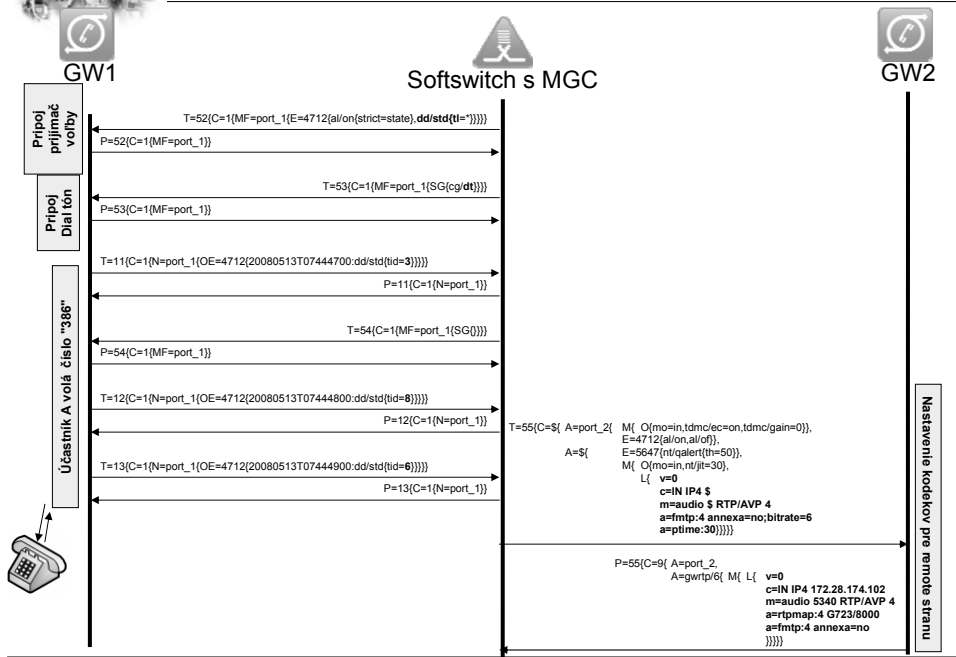 GW1
Softswitch s MGC
GW2
Pripoj
prijímač
voľby
T=52{C=1{MF=port_1{E=4712{al/on{strict=state},dd/std{tl=*}}}}}
P=52{C=1{MF=port_1}}
Pripoj
Dial tón
T=53{C=1{MF=port_1{SG{cg/dt}}}}
P=53{C=1{MF=port_1}}
Účastník A volá číslo "386"
T=11{C=1{N=port_1{OE=4712{20080513T07444700:dd/std{tid=3}}}}}
P=11{C=1{N=port_1}}
T=54{C=1{MF=port_1{SG{}}}}
P=54{C=1{MF=port_1}}
T=12{C=1{N=port_1{OE=4712{20080513T07444800:dd/std{tid=8}}}}}
P=12{C=1{N=port_1}}
T=13{C=1{N=port_1{OE=4712{20080513T07444900:dd/std{tid=6}}}}}
P=13{C=1{N=port_1}}
T=55{C=${ A=port_2{ M{ O{mo=in,tdmc/ec=on,tdmc/gain=0}},
E=4712{al/on,al/of}},
A=${ E=5647{nt/qalert{th=50}},
M{ O{mo=in,nt/jit=30},
L{ v=0
c=IN IP4 $
m=audio $ RTP/AVP 4
a=fmtp:4 annexa=no;bitrate=6
a=ptime:30}}}}}
P=55{C=9{ A=port_2,
A=gwrtp/6{ M{ L{ v=0
c=IN IP4 172.28.174.102
m=audio 5340 RTP/AVP 4
a=rtpmap:4 G723/8000
a=fmtp:4 annexa=no
}}}}}
Nastavenie kodekov pre remote stranu